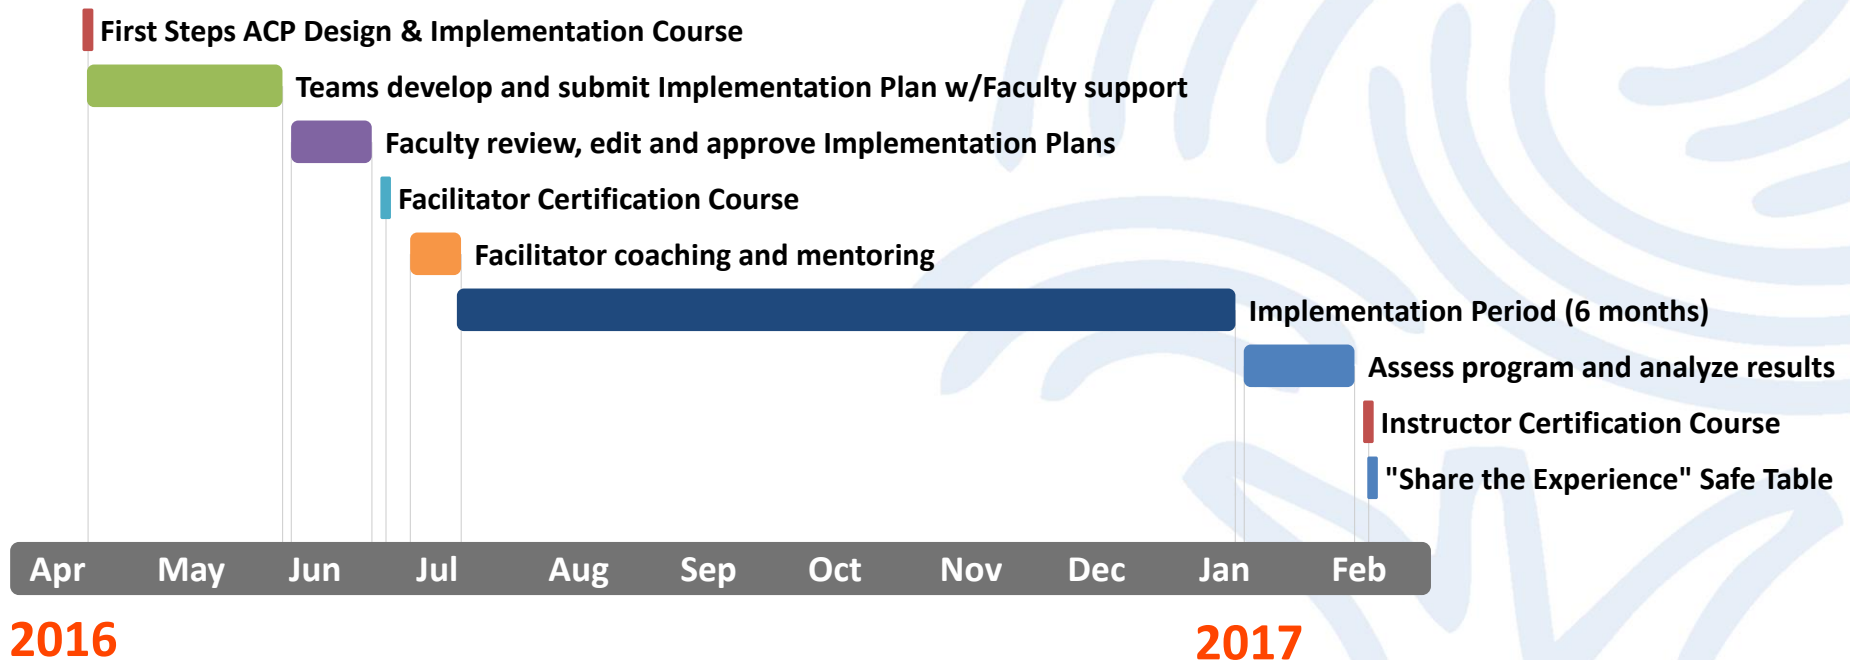 First Steps ACP Design & Implementation Course
Teams develop and submit Implementation Plan w/Faculty support
Faculty review, edit and approve Implementation Plans
Facilitator Certification Course
Facilitator coaching and mentoring
Implementation Period (6 months)
Assess program and analyze results
Instructor Certification Course
"Share the Experience" Safe Table
Apr May Jun Jul Aug Sep Oct Nov Dec Jan Feb
2016 2017